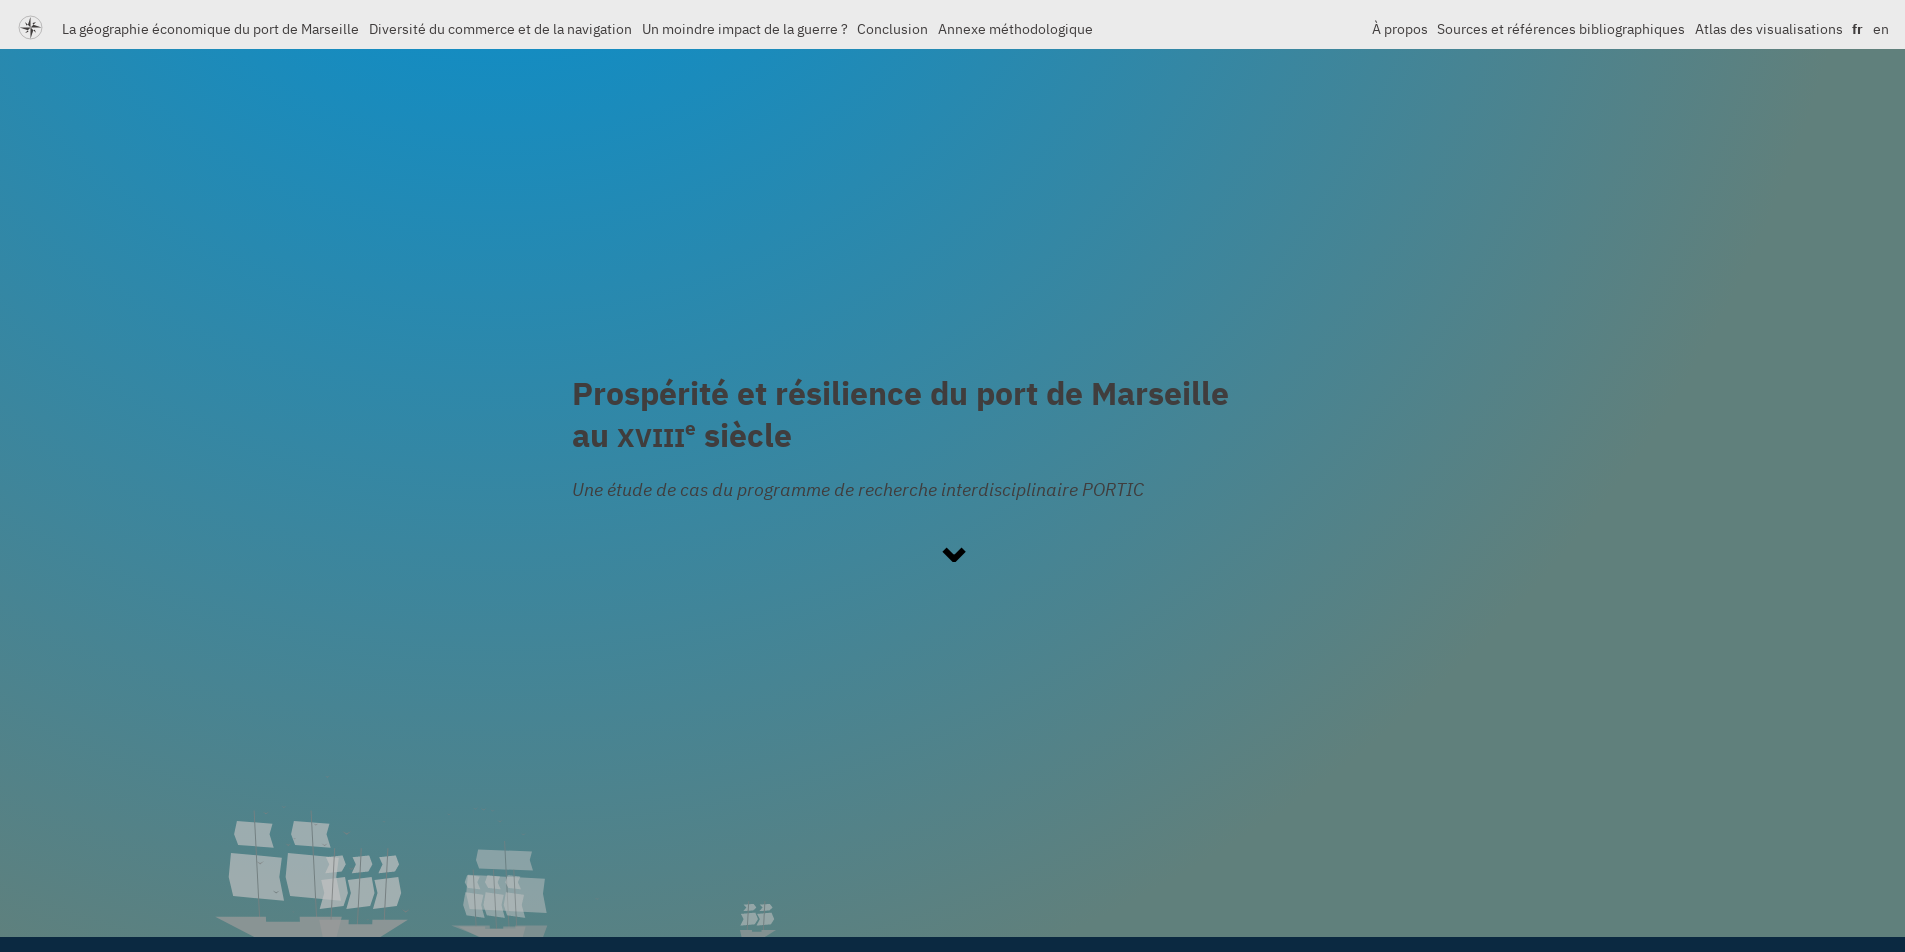 La géographie économique du port de Marseille Diversité du commerce et de la navigation Un moindre impact de la guerre ? Conclusion Annexe méthodologique À propos Sources et références bibliographiques Atlas des visualisations fr en
Prospérité et résilience du port de Marseille
au XVIIIe siècle
Une étude de cas du programme de recherche interdisciplinaire PORTIC